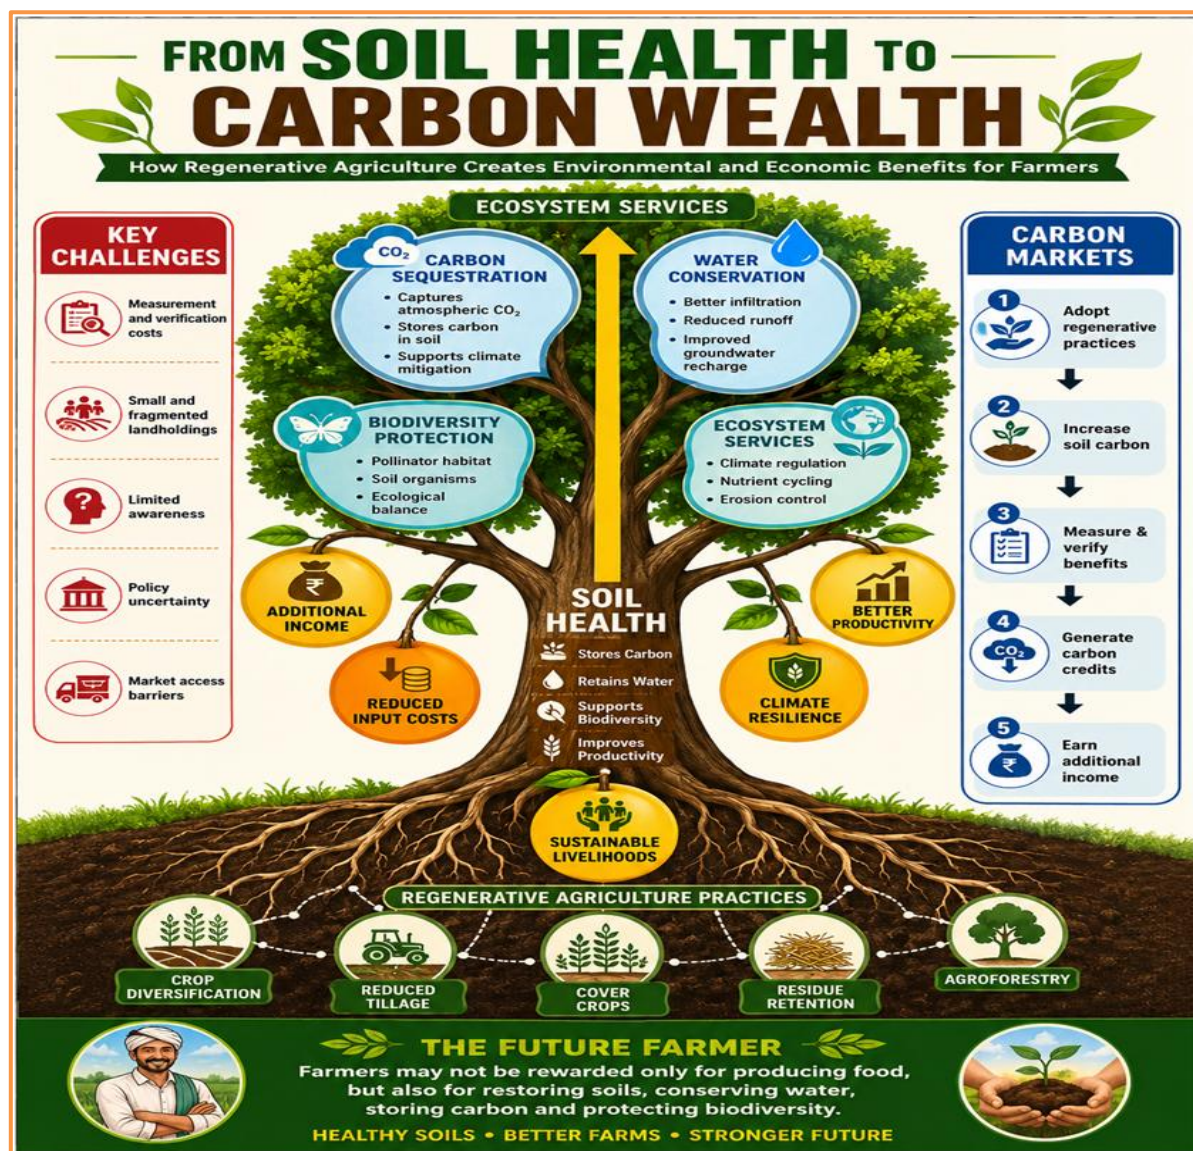 FROM SOIL HEALTH TO
CARBON WEALTH
How Regenerative Agriculture Creates Environmental and Economic Benefits for Farmers
KEY
CHALLENGES
Measurement
and verification
costs
Small and
fragmented
landholdings
?
Limited
awareness
Policy
uncertainty
Market access
barriers
ECOSYSTEM SERVICES
CO₂
CARBON
SEQUESTRATION
• Captures
atmospheric CO₂
• Stores carbon
in soil
• Supports climate
mitigation
WATER
CONSERVATION
• Better infiltration
• Reduced runoff
• Improved
groundwater
recharge
BIODIVERSITY
PROTECTION
• Pollinator habitat
• Soil organisms
• Ecological
balance
ECOSYSTEM
SERVICES
• Climate regulation
• Nutrient cycling
• Erosion control
₹
ADDITIONAL
INCOME
REDUCED
INPUT COSTS
SOIL
HEALTH
Stores Carbon
Retains Water
Supports
Biodiversity
Improves
Productivity
BETTER
PRODUCTIVITY
CLIMATE
RESILIENCE
SUSTAINABLE
LIVELIHOODS
CARBON
MARKETS
1
Adopt
regenerative
practices
2
Increase
soil carbon
3
Measure &
verify
benefits
4
CO₂
Generate
carbon
credits
5
₹
Earn
additional
income
REGENERATIVE AGRICULTURE PRACTICES
CROP
DIVERSIFICATION
REDUCED
TILLAGE
COVER
CROPS
RESIDUE
RETENTION
AGROFORESTRY
THE FUTURE FARMER
Farmers may not be rewarded only for producing food,
but also for restoring soils, conserving water,
storing carbon and protecting biodiversity.
HEALTHY SOILS • BETTER FARMS • STRONGER FUTURE